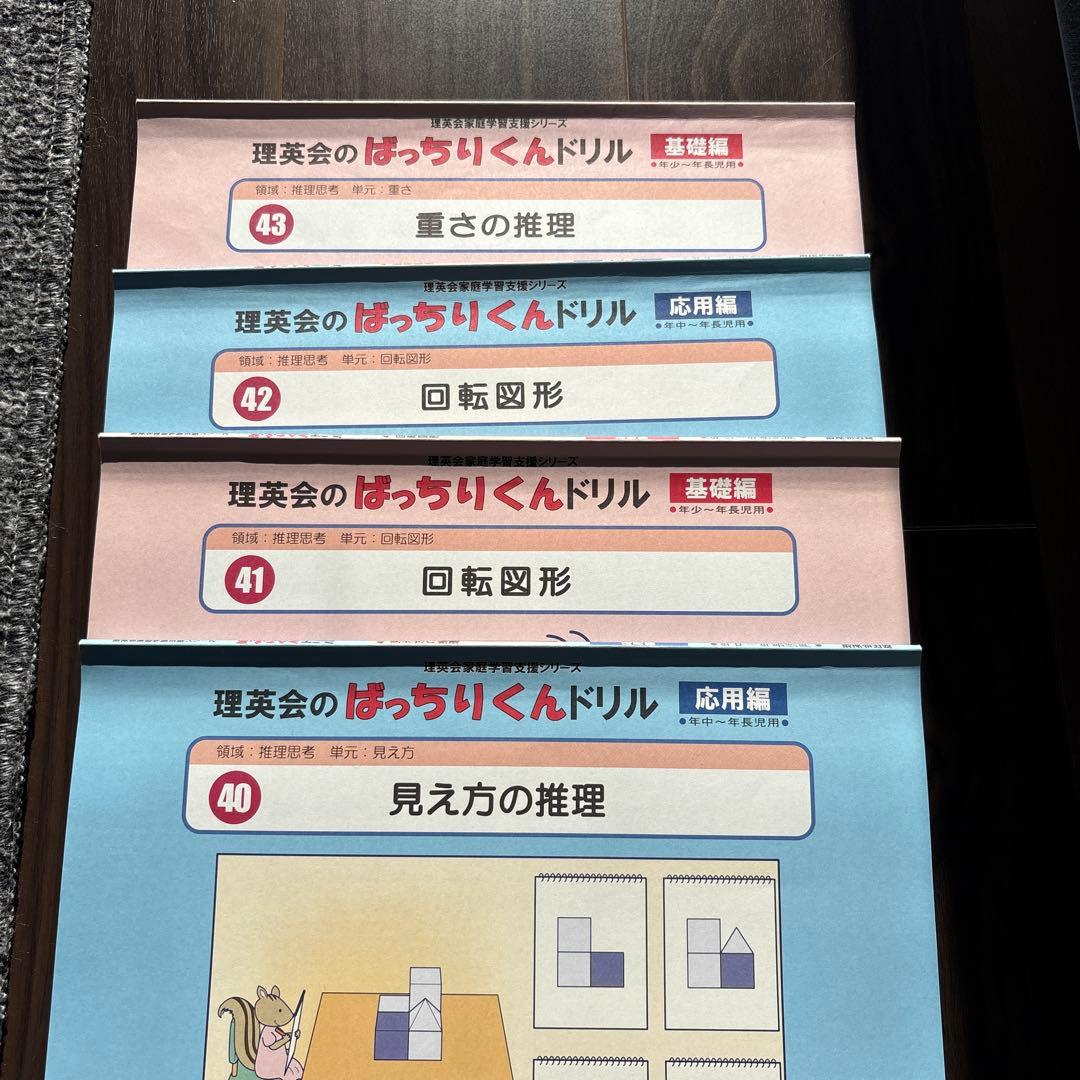 理英会家庭学習支援シリーズ
理英会のばっちりくんドリル 基礎編
●年少～年長児用●
領域：推理思考 単元：重さ
43 重さの推理
理英会家庭学習支援シリーズ
理英会のばっちりくんドリル 応用編
●年中～年長児用●
領域：推理思考 単元：回転図形
42 回転図形
理英会家庭学習支援シリーズ
理英会のばっちりくんドリル 基礎編
●年少～年長児用●
領域：推理思考 単元：回転図形
41 回転図形
理英会家庭学習支援シリーズ
理英会のばっちりくんドリル 応用編
●年中～年長児用●
領域：推理思考 単元：見え方
40 見え方の推理